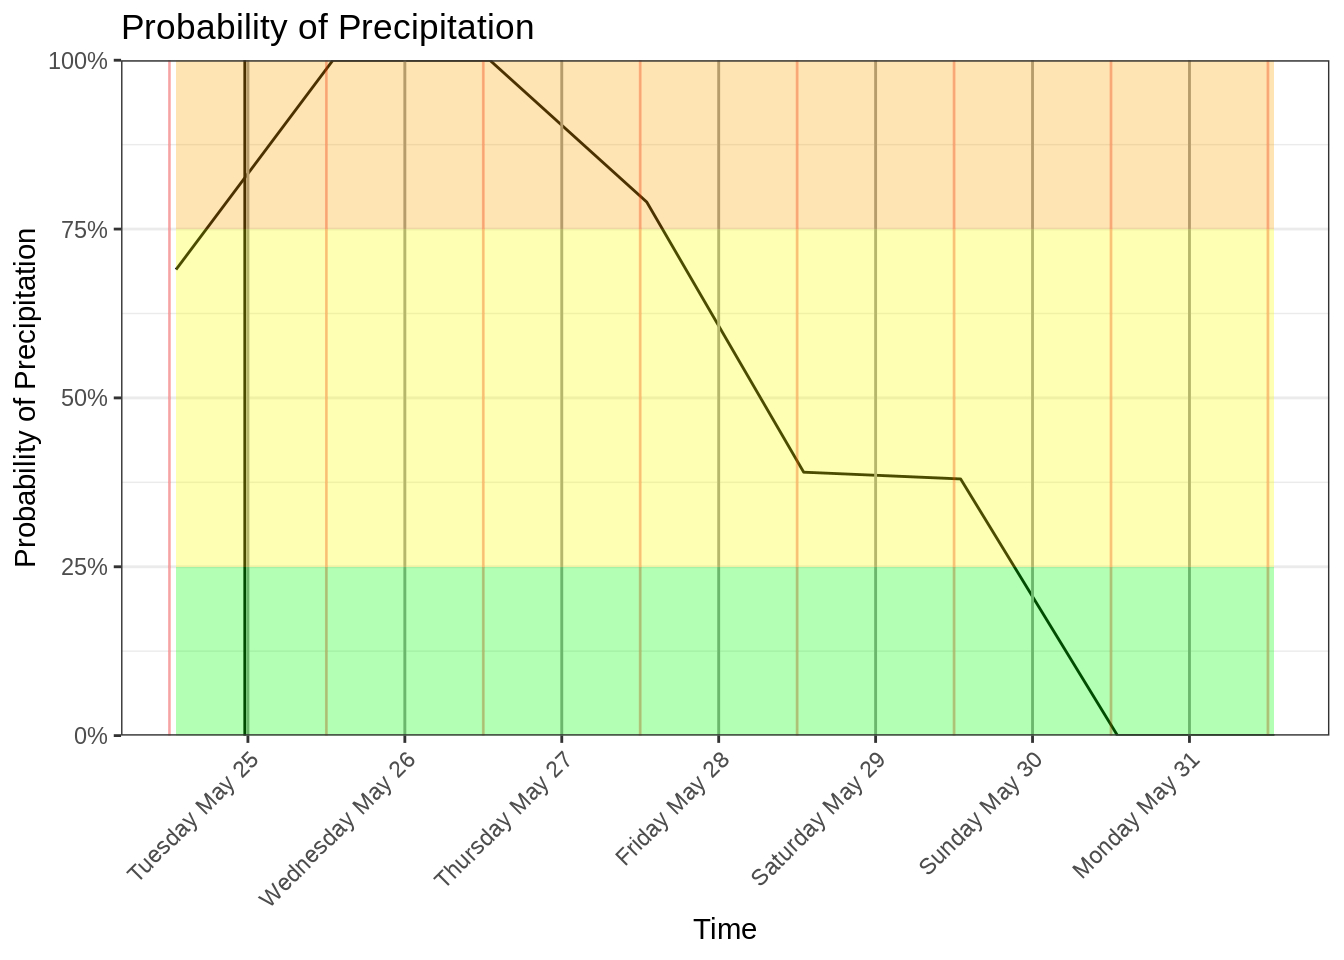 Probability of Precipitation
Probability of Precipitation
100%
75%
50%
25%
0%
Tuesday May 25
Wednesday May 26
Thursday May 27
Friday May 28
Saturday May 29
Sunday May 30
Monday May 31
Time